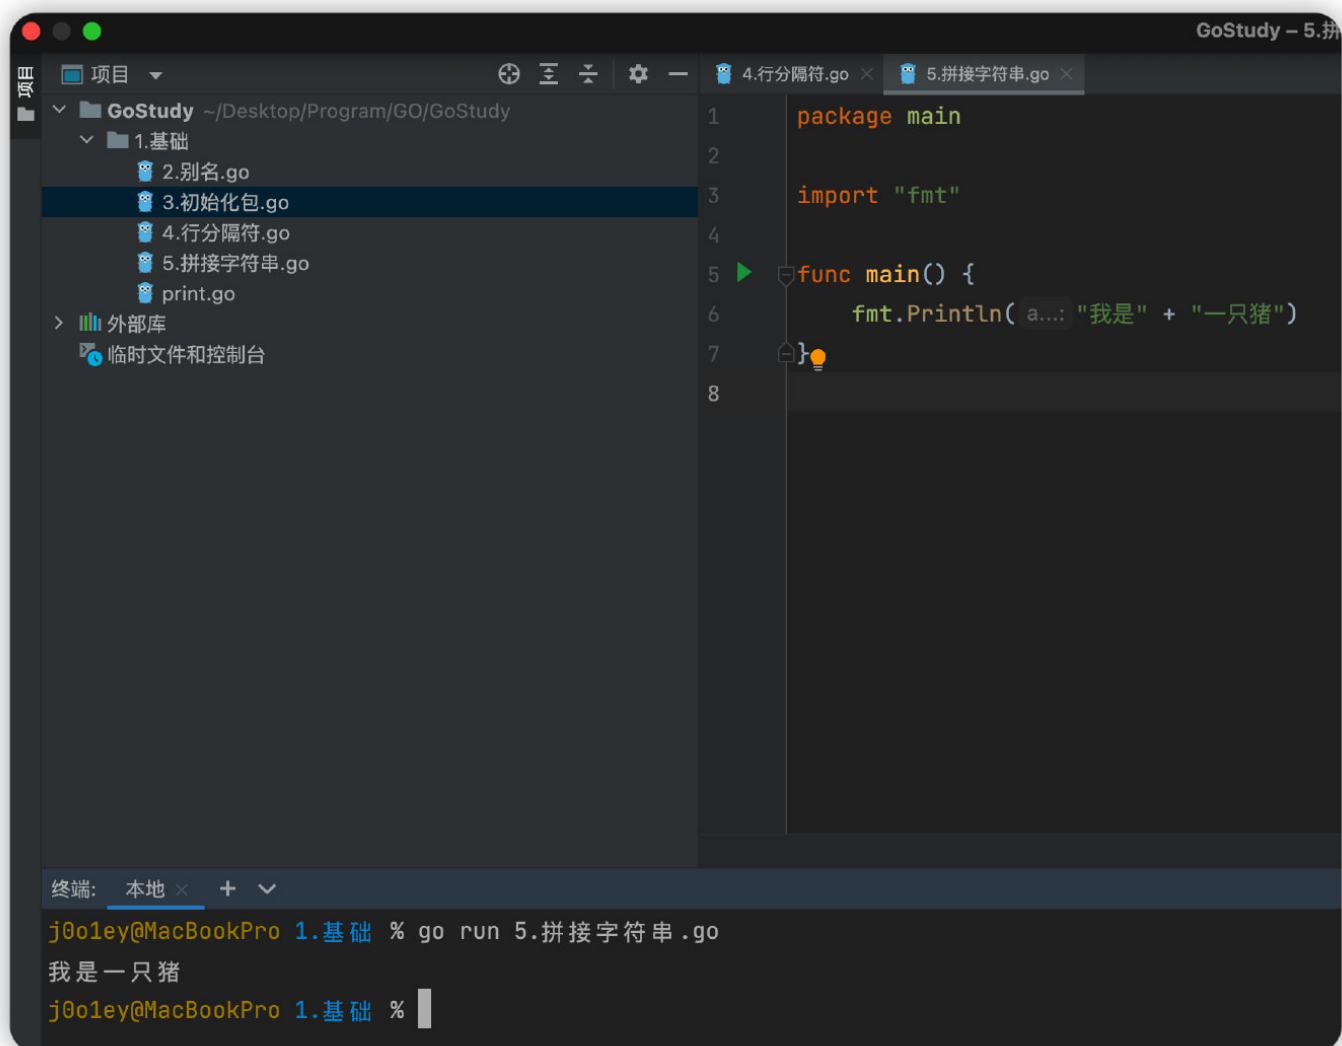 GoStudy – 5.拼
项目
项目
4.行分隔符.go
5.拼接字符串.go
GoStudy ~/Desktop/Program/GO/GoStudy
1.基础
2.别名.go
3.初始化包.go
4.行分隔符.go
5.拼接字符串.go
print.go
外部库
临时文件和控制台
1 package main
2
3 import "fmt"
4
5 func main() {
6 fmt.Println( a...: "我是" + "一只猪")
7 }
8
终端: 本地
j0o1ey@MacBookPro 1.基础 % go run 5.拼接字符串.go
我是一只猪
j0o1ey@MacBookPro 1.基础 %